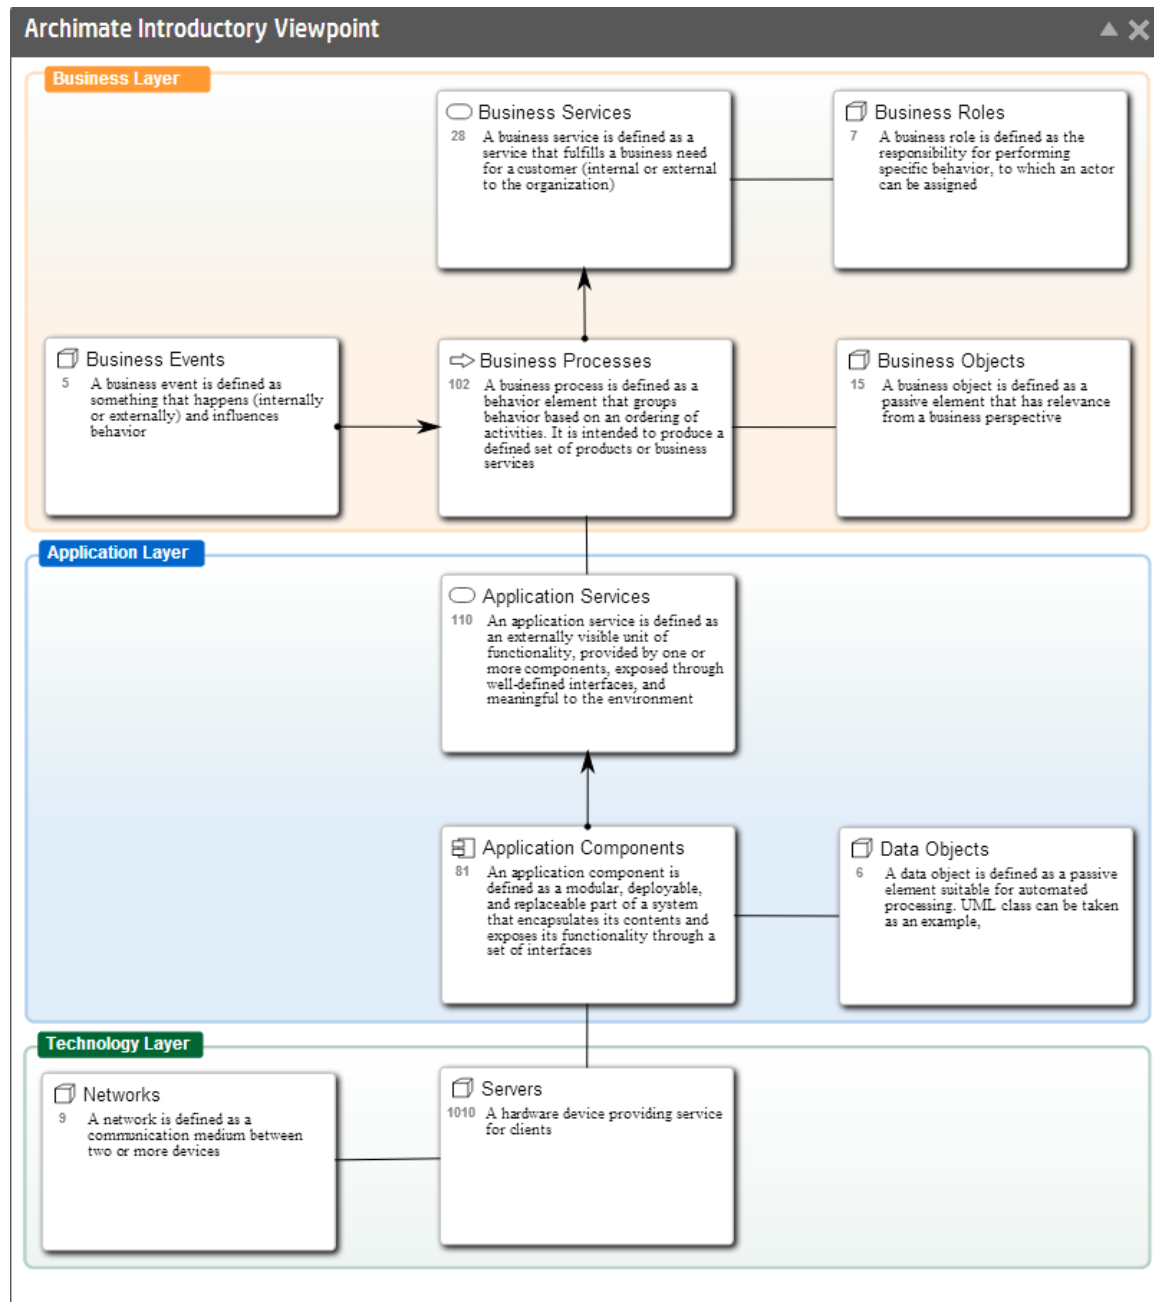 Archimate Introductory Viewpoint
Business Layer
Business Services
28
A business service is defined as a
service that fulfills a business need
for a customer (internal or external
to the organization)
Business Roles
7
A business role is defined as the
responsibility for performing
specific behavior, to which an actor
can be assigned
Business Events
5
A business event is defined as
something that happens (internally
or externally) and influences
behavior
Business Processes
102
A business process is defined as a
behavior element that groups
behavior based on an ordering of
activities. It is intended to produce a
defined set of products or business
services
Business Objects
15
A business object is defined as a
passive element that has relevance
from a business perspective
Application Layer
Application Services
110
An application service is defined as
an externally visible unit of
functionality, provided by one or
more components, exposed through
well-defined interfaces, and
meaningful to the environment
Application Components
81
An application component is
defined as a modular, deployable,
and replaceable part of a system
that encapsulates its contents and
exposes its functionality through a
set of interfaces
Data Objects
6
A data object is defined as a passive
element suitable for automated
processing. UML class can be taken
as an example,
Technology Layer
Networks
9
A network is defined as a
communication medium between
two or more devices
Servers
1010
A hardware device providing service
for clients